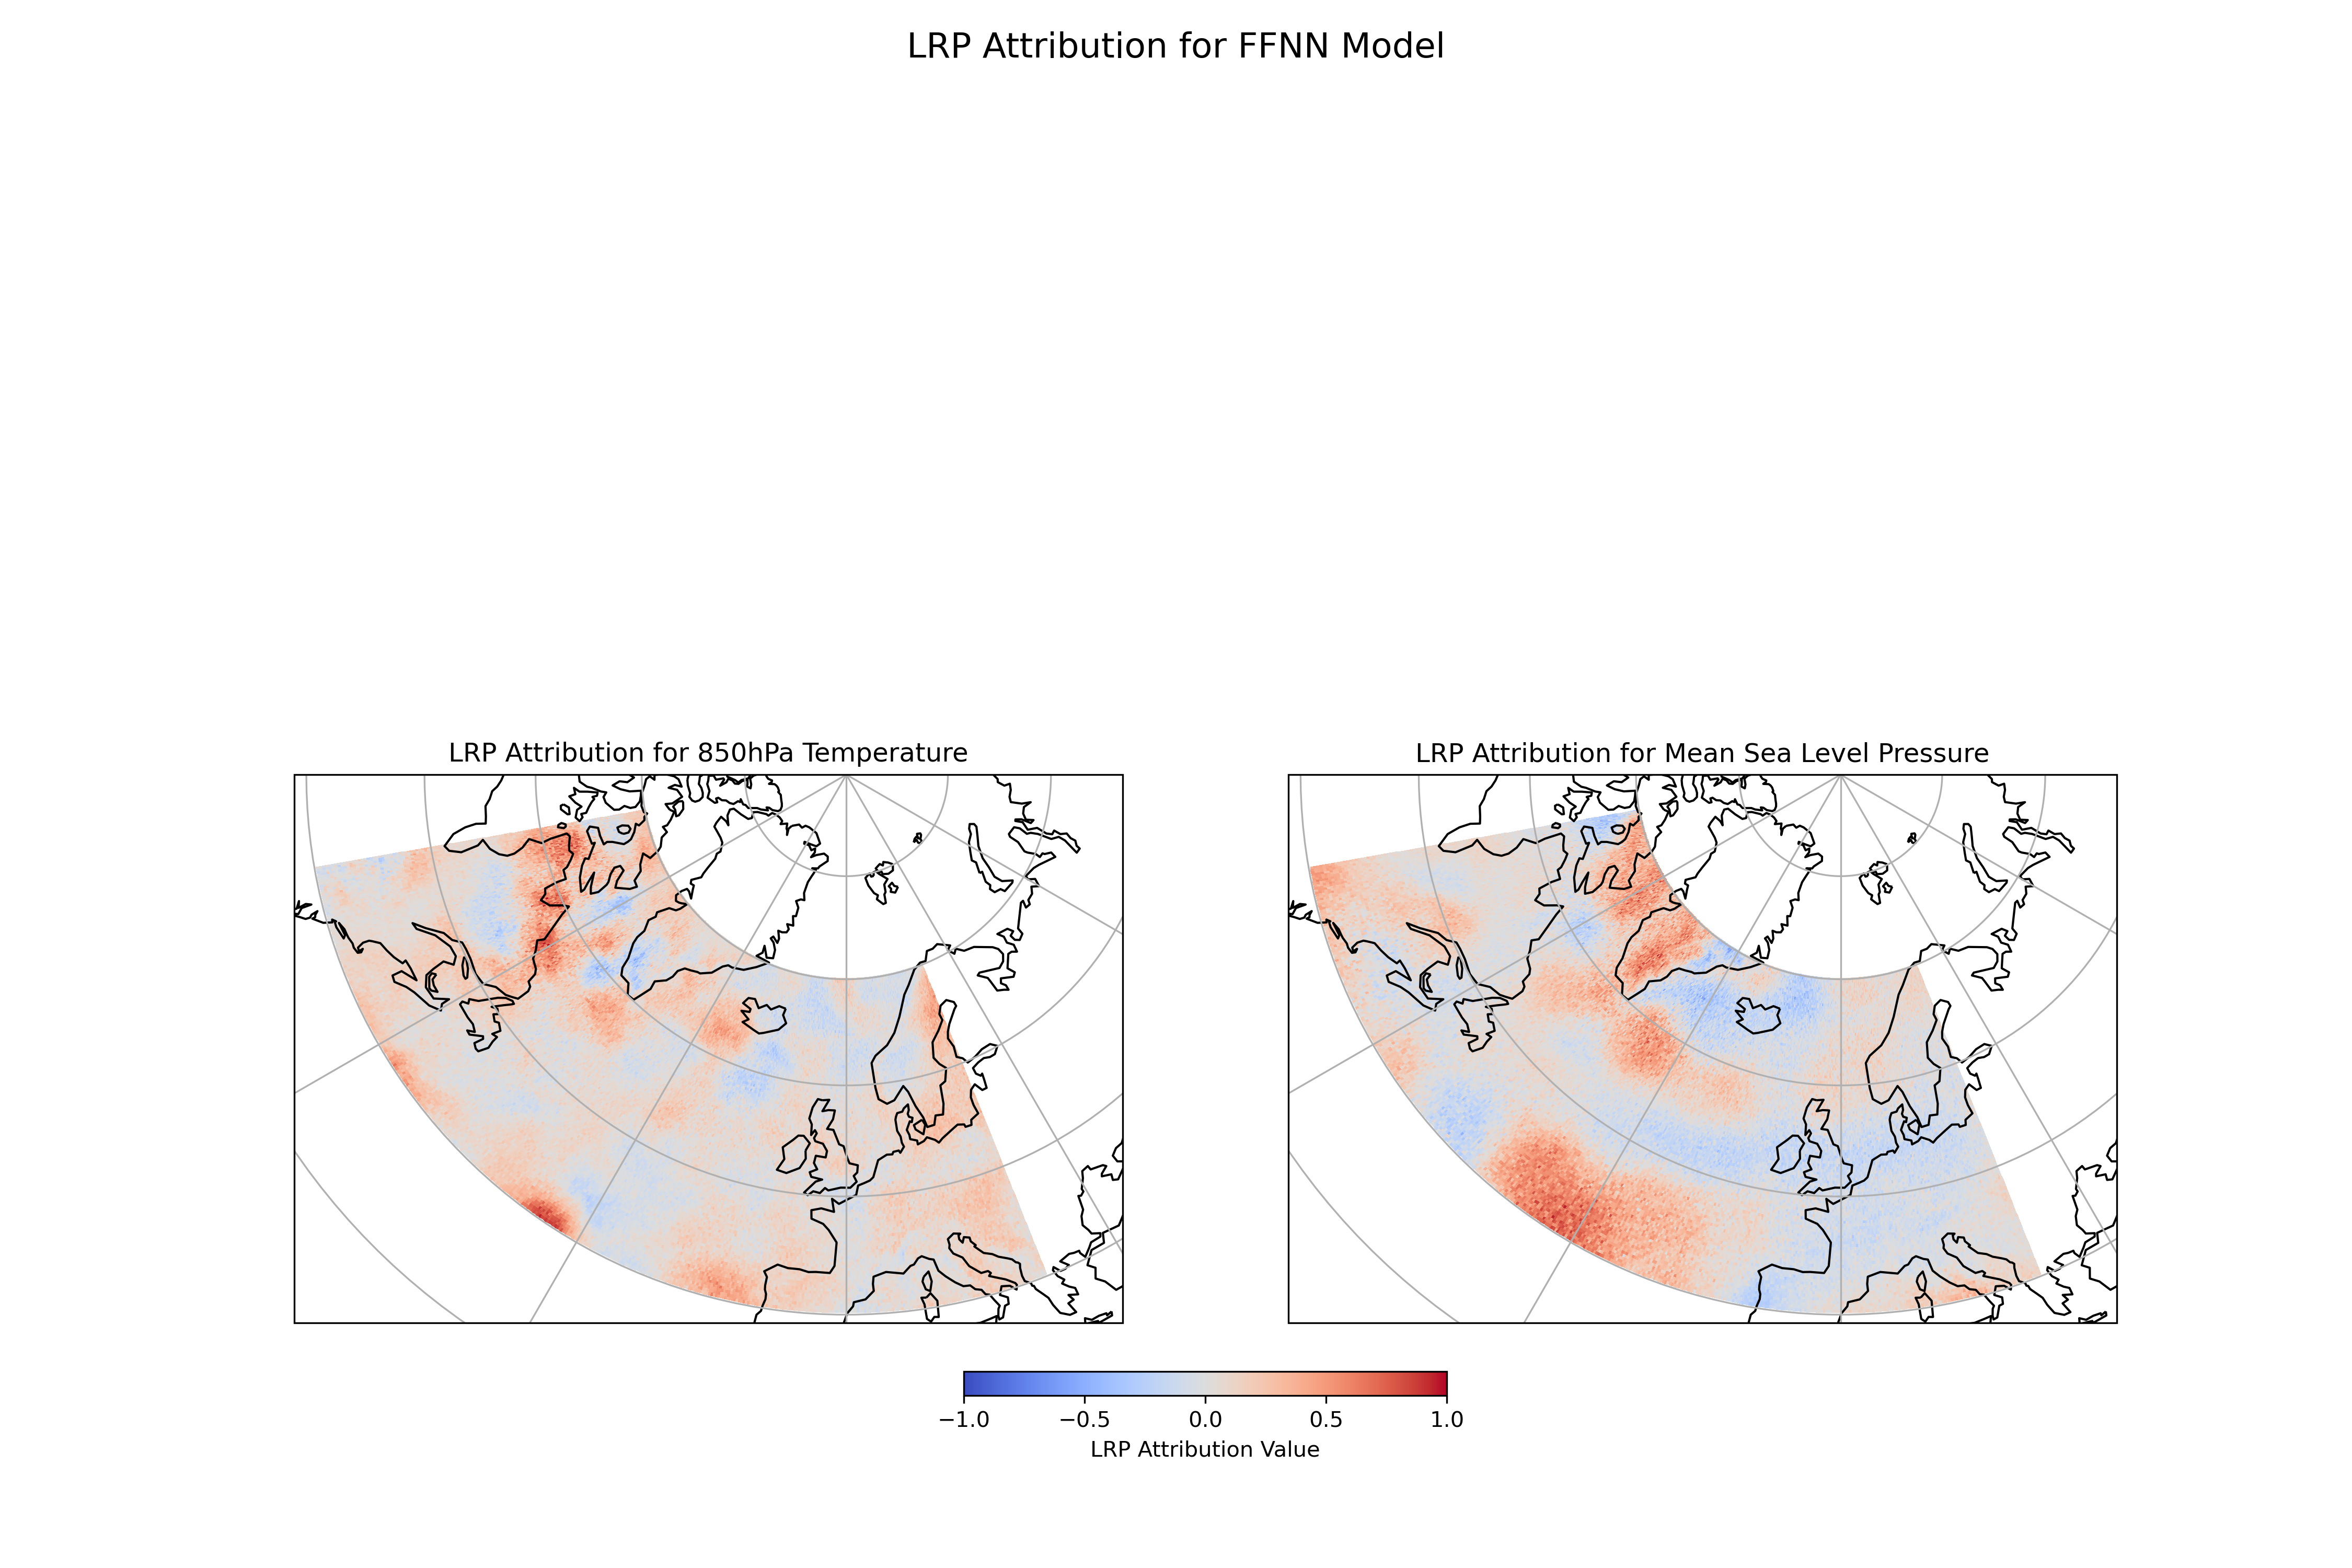 LRP Attribution for FFNN Model
LRP Attribution for 850hPa Temperature
LRP Attribution for Mean Sea Level Pressure
−1.0 −0.5 0.0 0.5 1.0
LRP Attribution Value